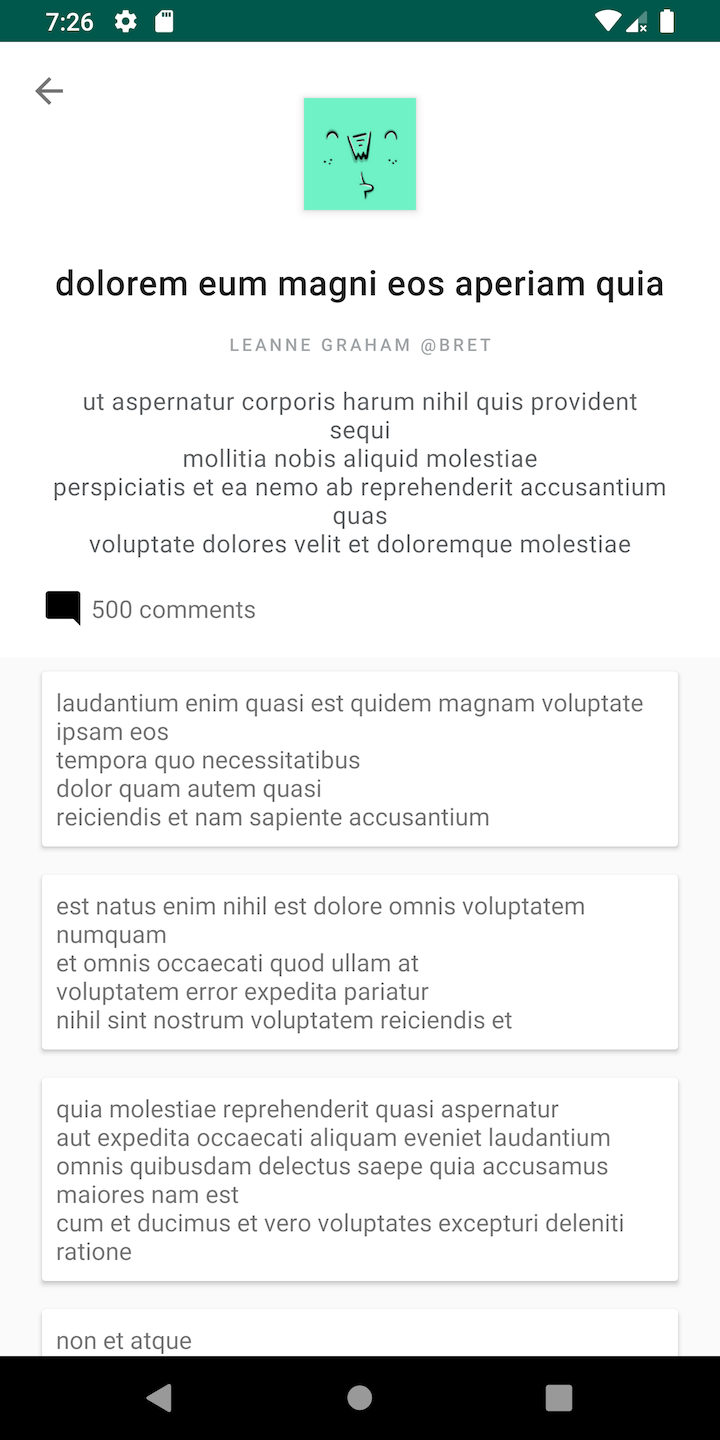 7:26
dolorem eum magni eos aperiam quia
LEANNE GRAHAM @BRET
ut aspernatur corporis harum nihil quis provident
sequi
mollitia nobis aliquid molestiae
perspiciatis et ea nemo ab reprehenderit accusantium
quas
voluptate dolores velit et doloremque molestiae
500 comments
laudantium enim quasi est quidem magnam voluptate
ipsam eos
tempora quo necessitatibus
dolor quam autem quasi
reiciendis et nam sapiente accusantium
est natus enim nihil est dolore omnis voluptatem
numquam
et omnis occaecati quod ullam at
voluptatem error expedita pariatur
nihil sint nostrum voluptatem reiciendis et
quia molestiae reprehenderit quasi aspernatur
aut expedita occaecati aliquam eveniet laudantium
omnis quibusdam delectus saepe quia accusamus
maiores nam est
cum et ducimus et vero voluptates excepturi deleniti
ratione
non et atque